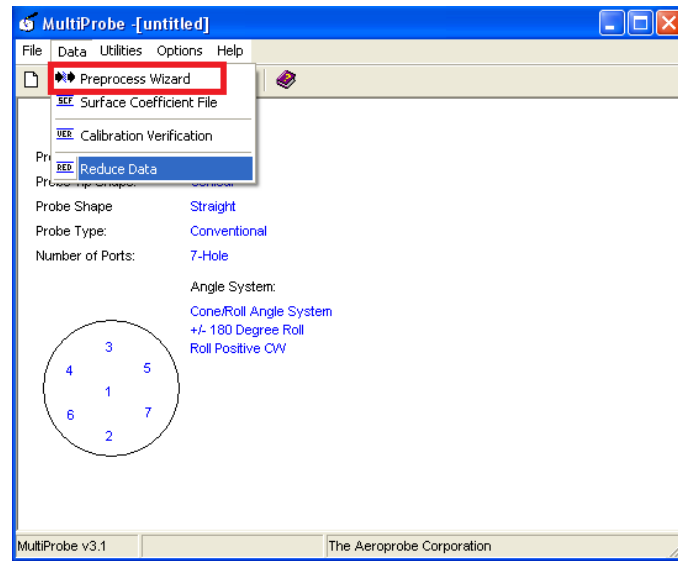 MultiProbe -[untitled]
File Data Utilities Options Help
Preprocess Wizard
SCF Surface Coefficient File
VER Calibration Verification
RED Reduce Data
Probe Shape Straight
Probe Type: Conventional
Number of Ports: 7-Hole
Angle System:
Cone/Roll Angle System
+/- 180 Degree Roll
Roll Positive CW
3
4 5
1
6 7
2
MultiProbe v3.1 The Aeroprobe Corporation